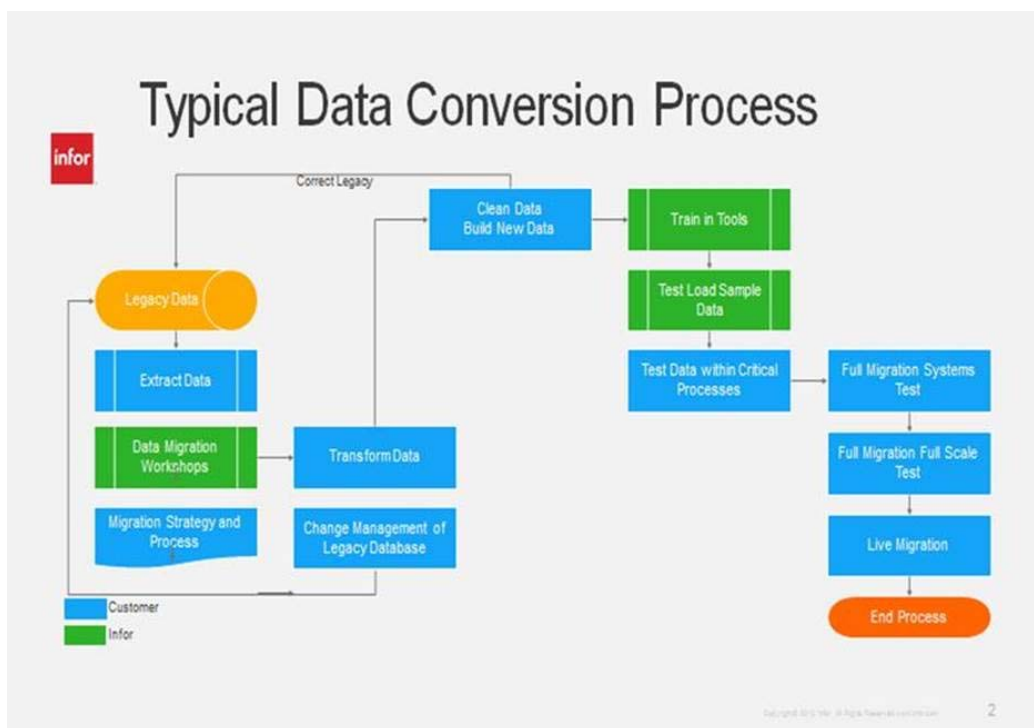 Typical Data Conversion Process
infor
Correct Legacy
Clean Data
Build New Data
Train in Tools
Legacy Data
Test Load Sample
Data
Extract Data
Test Data within Critical
Processes
Full Migration Systems
Test
Data Migration
Workshops
Transform Data
Full Migration Full Scale
Test
Migration Strategy and
Process
Change Management of
Legacy Database
Live Migration
Customer
Infor
End Process
2